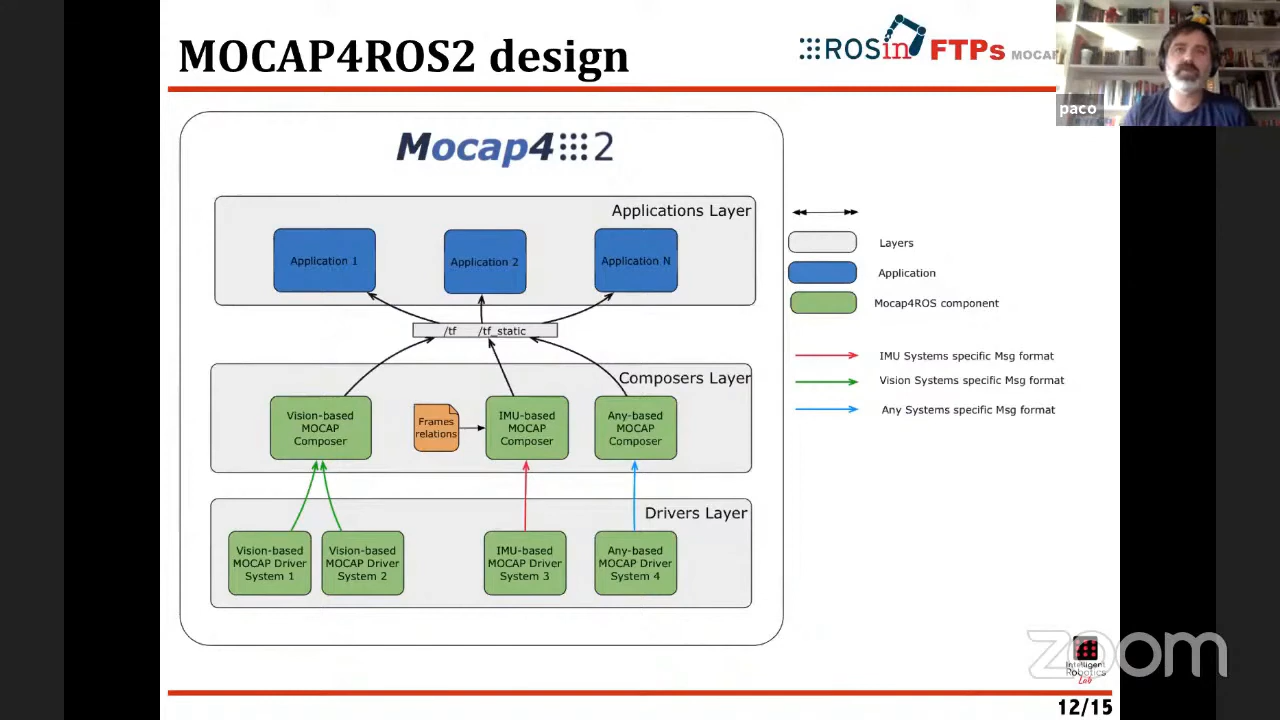 MOCAP4ROS2 design
ROSin FTPs MOCAP
paco
Mocap4 2
Applications Layer
Application 1
Application 2
Application N
/tf /tf_static
Composers Layer
Vision-based
MOCAP
Composer
Frames
relations
IMU-based
MOCAP
Composer
Any-based
MOCAP
Composer
Drivers Layer
Vision-based
MOCAP Driver
System 1
Vision-based
MOCAP Driver
System 2
IMU-based
MOCAP Driver
System 3
Any-based
MOCAP Driver
System 4
Layers
Application
Mocap4ROS component
IMU Systems specific Msg format
Vision Systems specific Msg format
Any Systems specific Msg format
zoom
Intelligent
Robotics
Lab
12/15